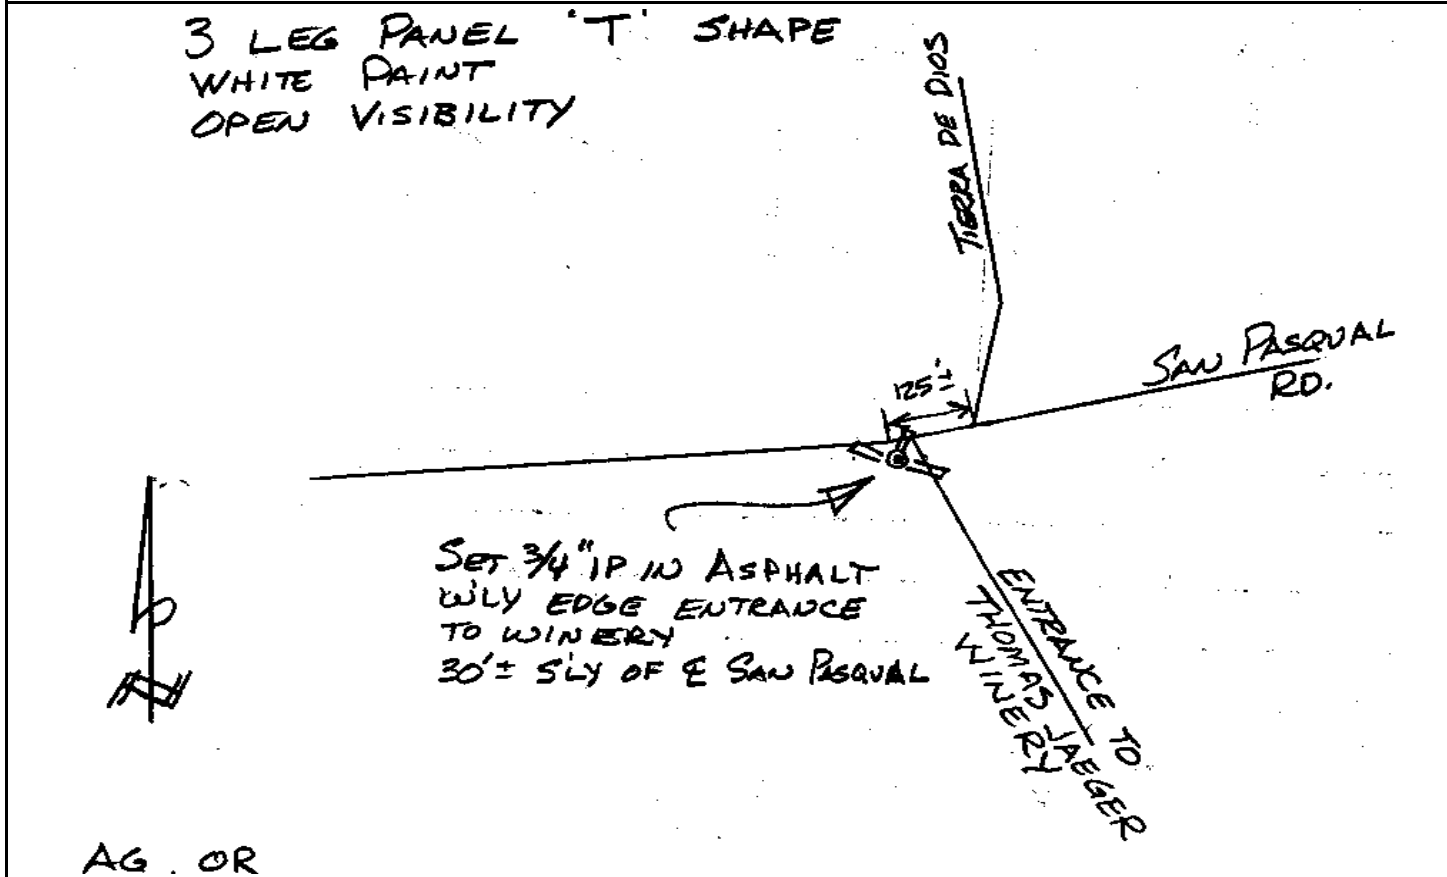 3 LEG PANEL 'T' SHAPE
WHITE PAINT
OPEN VISIBILITY
TIERRA DE DIOS
SAN PASQUAL
RD.
125'±
SET 3/4" IP IN ASPHALT
W'LY EDGE ENTRANCE
TO WINERY
30'± S'LY OF ℄ SAN PASQUAL
ENTRANCE TO
THOMAS JAEGER
WINERY
AG. OR